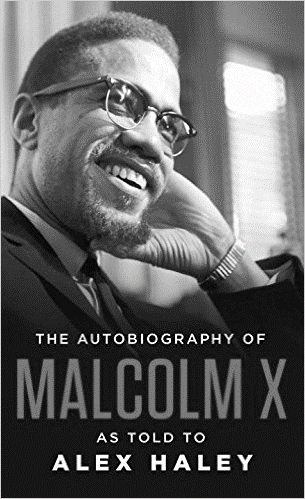 THE AUTOBIOGRAPHY OF
MALCOLM X
AS TOLD TO
ALEX HALEY